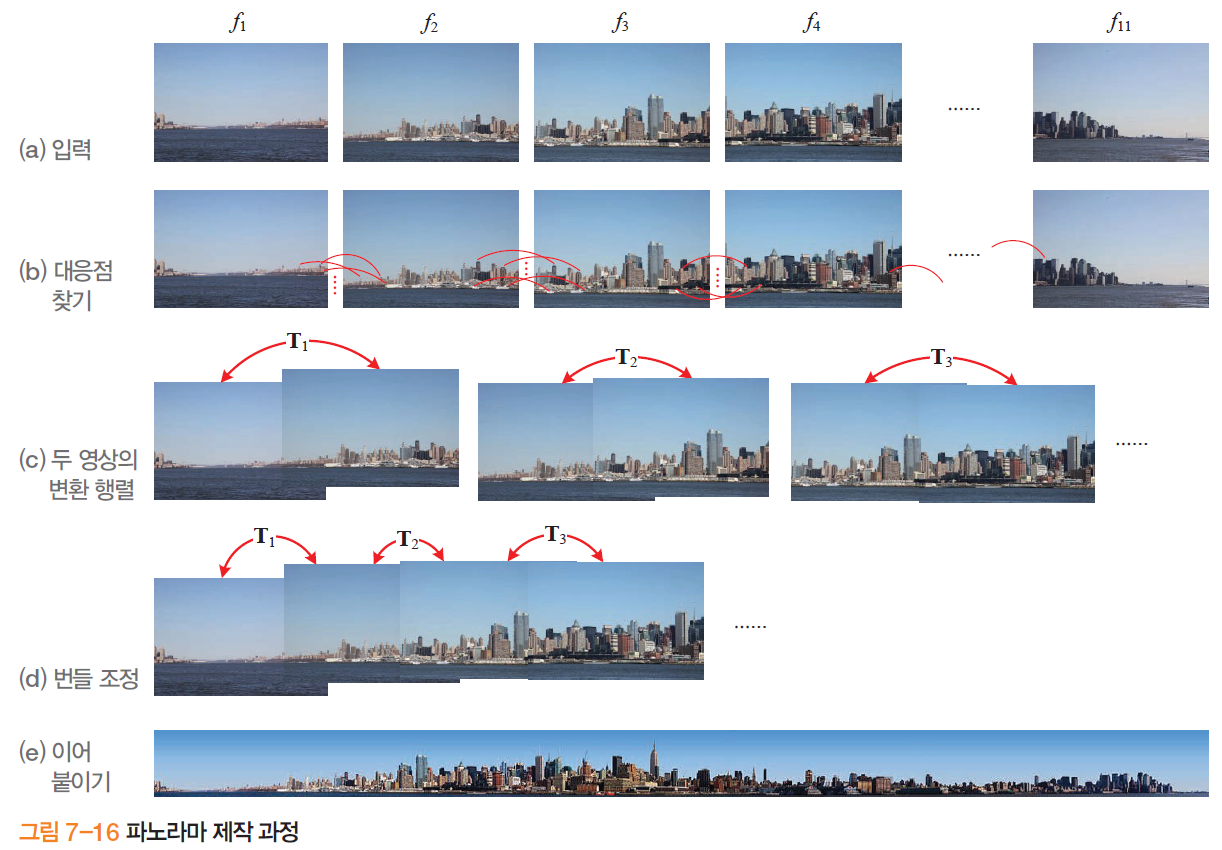 f₁ f₂ f₃ f₄ f₁₁
(a) 입력 ······
(b) 대응점
찾기
······
T₁ T₂ T₃
(c) 두 영상의
변환 행렬
······
T₁ T₂ T₃
(d) 번들 조정
······
(e) 이어
붙이기
그림 7-16 파노라마 제작 과정